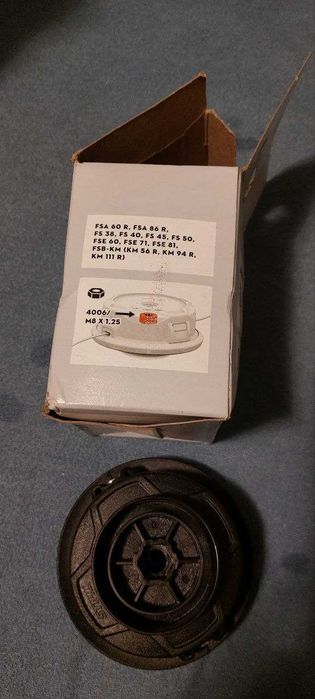 FSA 60 R, FSA 86 R,
FS 38, FS 40, FS 45, FS 50,
FSE 60, FSE 71, FSE 81,
FSB-KM (KM 56 R, KM 94 R,
KM 111 R)
4006/
M8 X 1,25